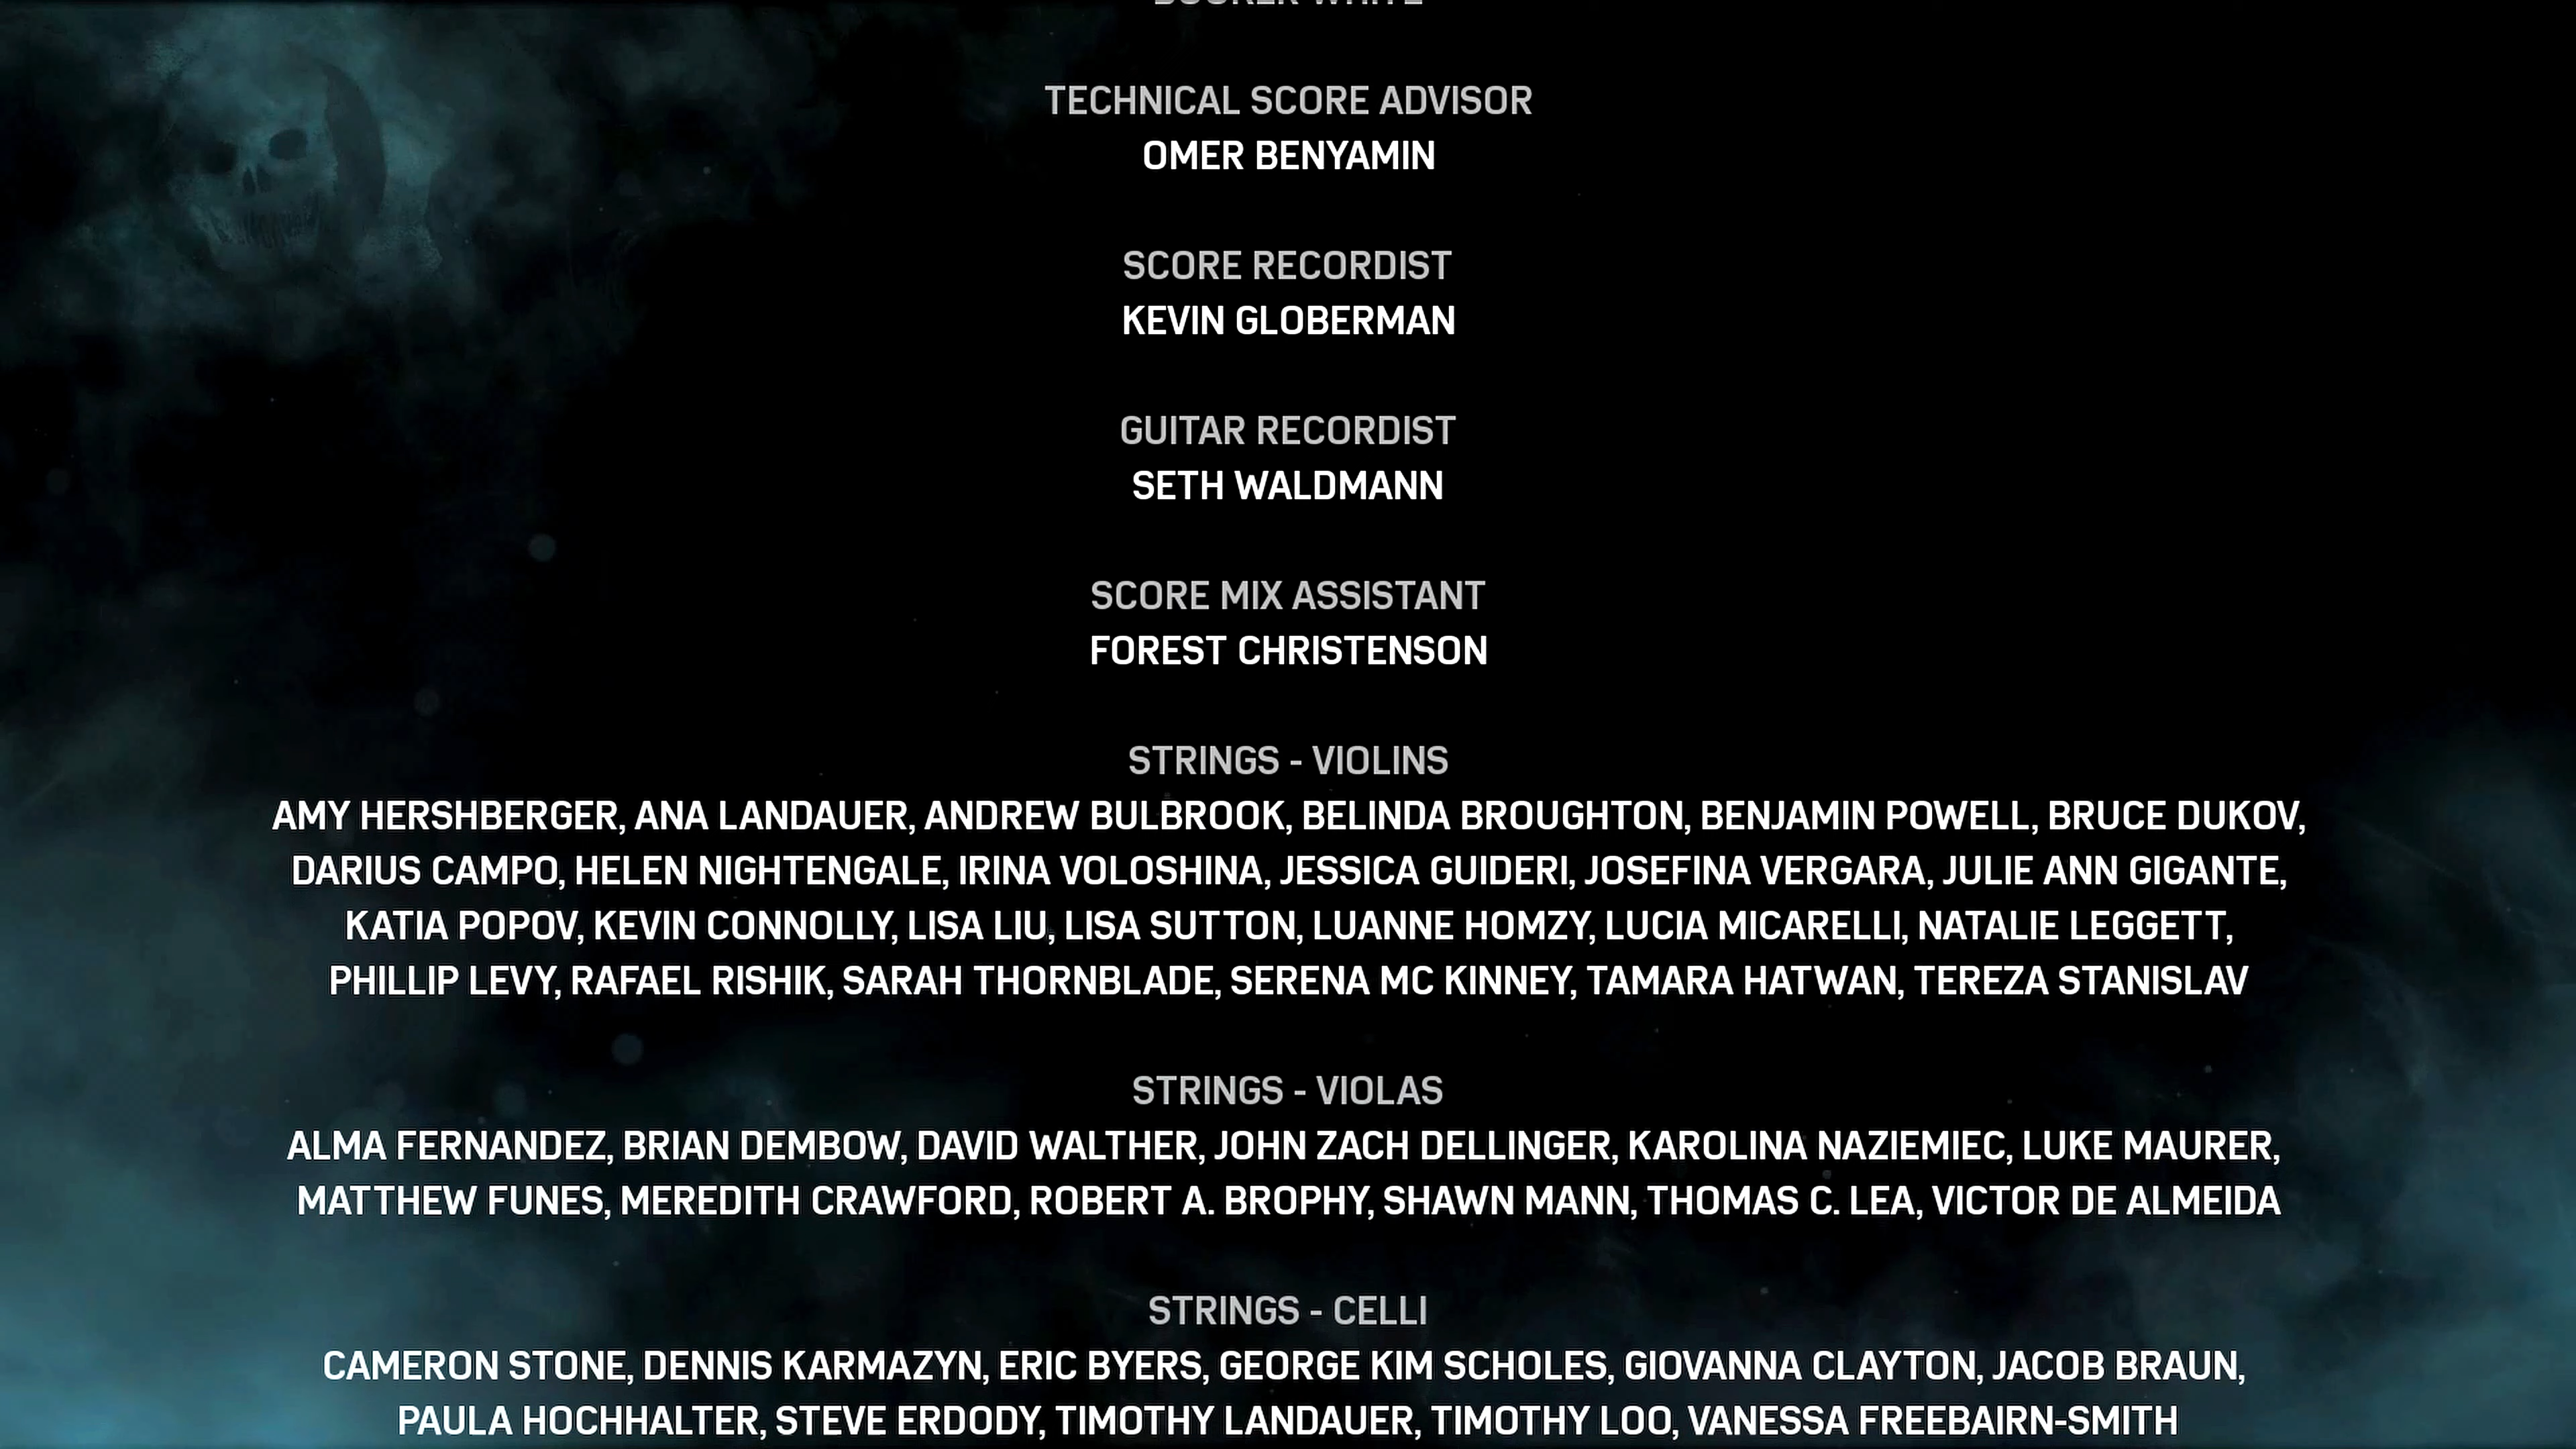 TECHNICAL SCORE ADVISOR
OMER BENYAMIN
SCORE RECORDIST
KEVIN GLOBERMAN
GUITAR RECORDIST
SETH WALDMANN
SCORE MIX ASSISTANT
FOREST CHRISTENSON
STRINGS - VIOLINS
AMY HERSHBERGER, ANA LANDAUER, ANDREW BULBROOK, BELINDA BROUGHTON, BENJAMIN POWELL, BRUCE DUKOV,
DARIUS CAMPO, HELEN NIGHTENGALE, IRINA VOLOSHINA, JESSICA GUIDERI, JOSEFINA VERGARA, JULIE ANN GIGANTE,
KATIA POPOV, KEVIN CONNOLLY, LISA LIU, LISA SUTTON, LUANNE HOMZY, LUCIA MICARELLI, NATALIE LEGGETT,
PHILLIP LEVY, RAFAEL RISHIK, SARAH THORNBLADE, SERENA MC KINNEY, TAMARA HATWAN, TEREZA STANISLAV
STRINGS - VIOLAS
ALMA FERNANDEZ, BRIAN DEMBOW, DAVID WALTHER, JOHN ZACH DELLINGER, KAROLINA NAZIEMIEC, LUKE MAURER,
MATTHEW FUNES, MEREDITH CRAWFORD, ROBERT A. BROPHY, SHAWN MANN, THOMAS C. LEA, VICTOR DE ALMEIDA
STRINGS - CELLI
CAMERON STONE, DENNIS KARMAZYN, ERIC BYERS, GEORGE KIM SCHOLES, GIOVANNA CLAYTON, JACOB BRAUN,
PAULA HOCHHALTER, STEVE ERDODY, TIMOTHY LANDAUER, TIMOTHY LOO, VANESSA FREEBAIRN-SMITH